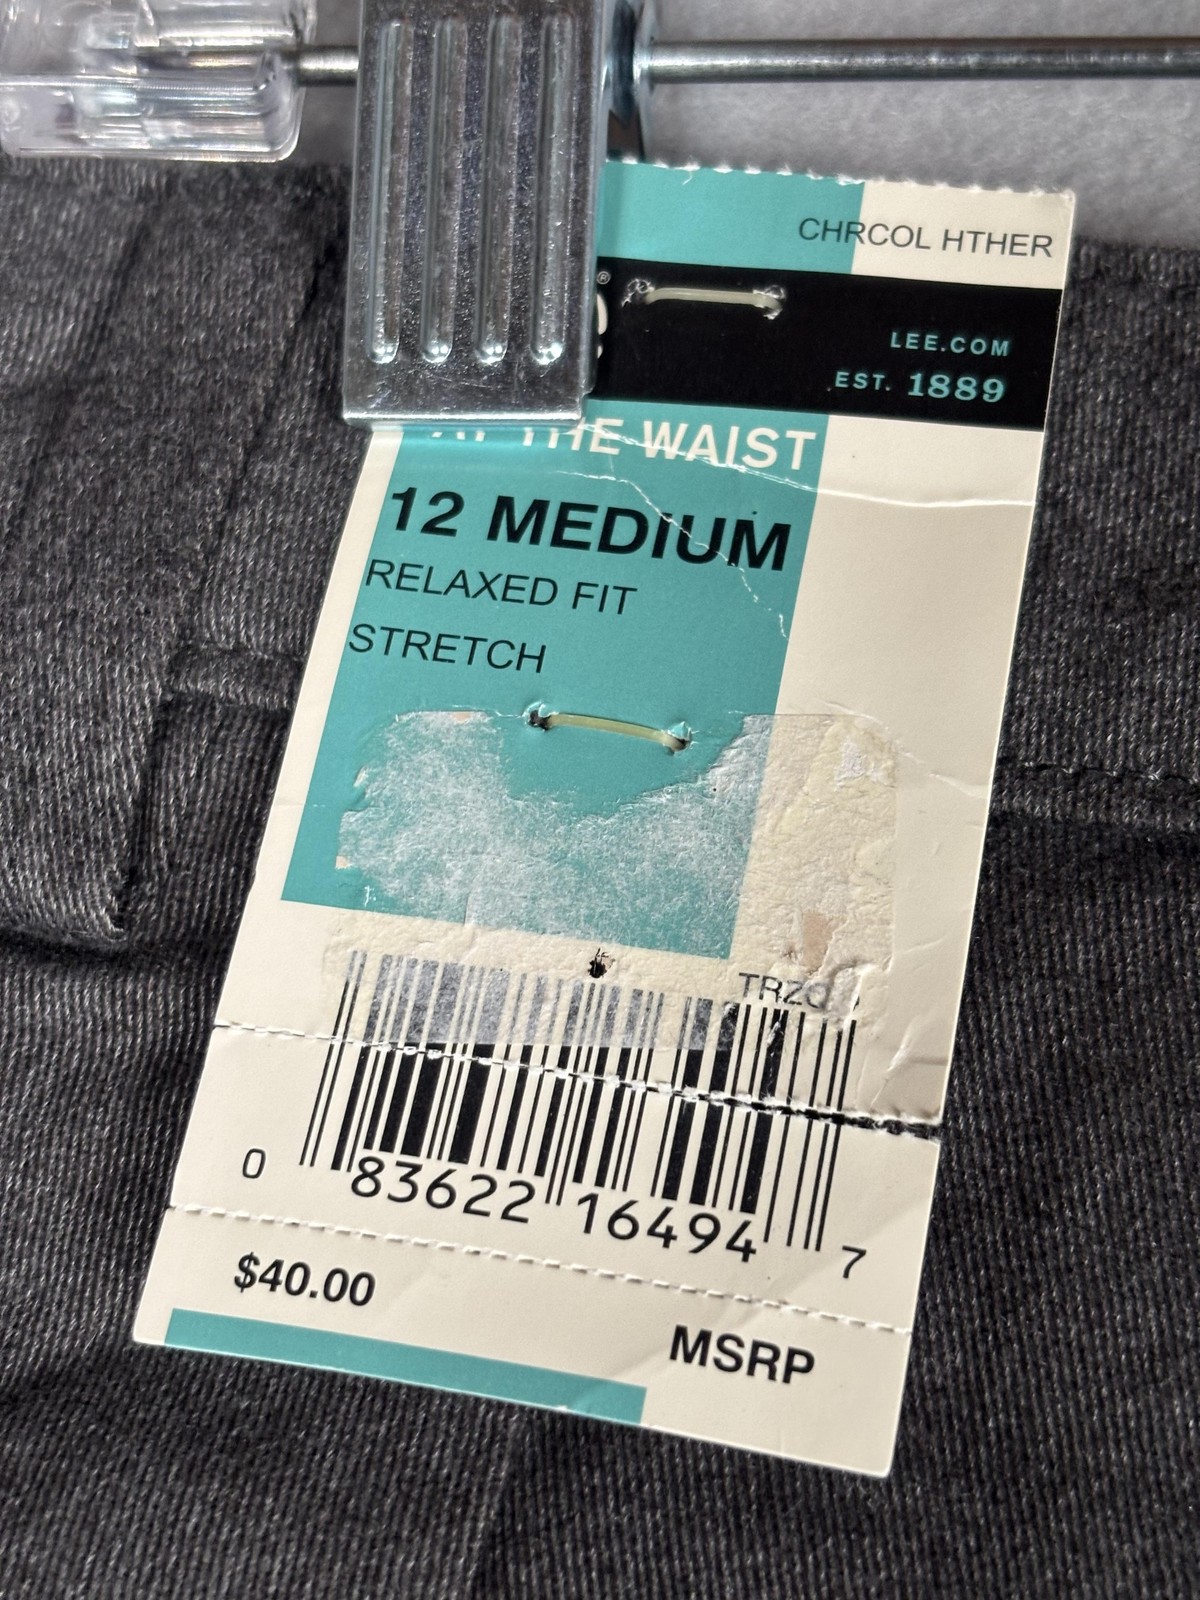 CHRCOL HTHER
®
LEE.COM
EST. 1889
AT THE WAIST
12 MEDIUM
RELAXED FIT
STRETCH
0 83622 16494 7
$40.00
MSRP